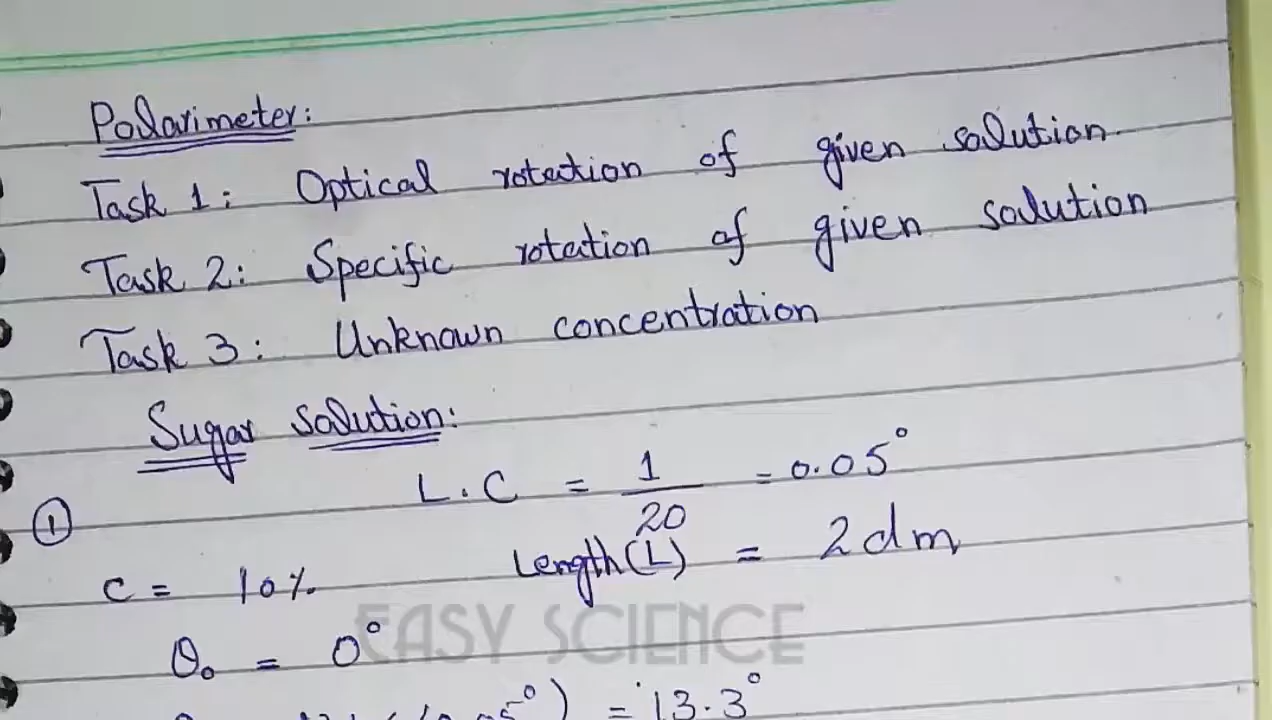 Polarimeter:
Task 1: Optical rotation of given solution.
Task 2: Specific rotation of given solution
Task 3: Unknown concentration
Sugar solution:
① L.C = 1/20 = 0.05°
C = 10% Length(L) = 2dm
θ₀ = 0°
EASY SCIENCE
= 13.3°